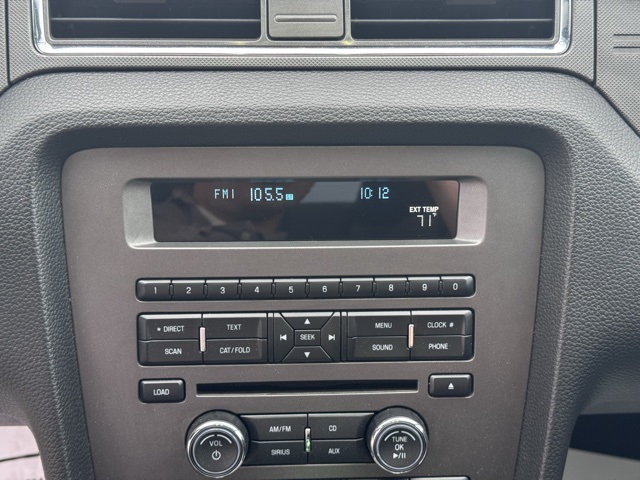 FM1 105.5 10:12
EXT TEMP
71°F
1 2 3 4 5 6 7 8 9 0
* DIRECT TEXT MENU CLOCK #
SEEK
SCAN CAT/FOLD SOUND PHONE
LOAD
AM/FM CD
VOL TUNE
OK
SIRIUS AUX